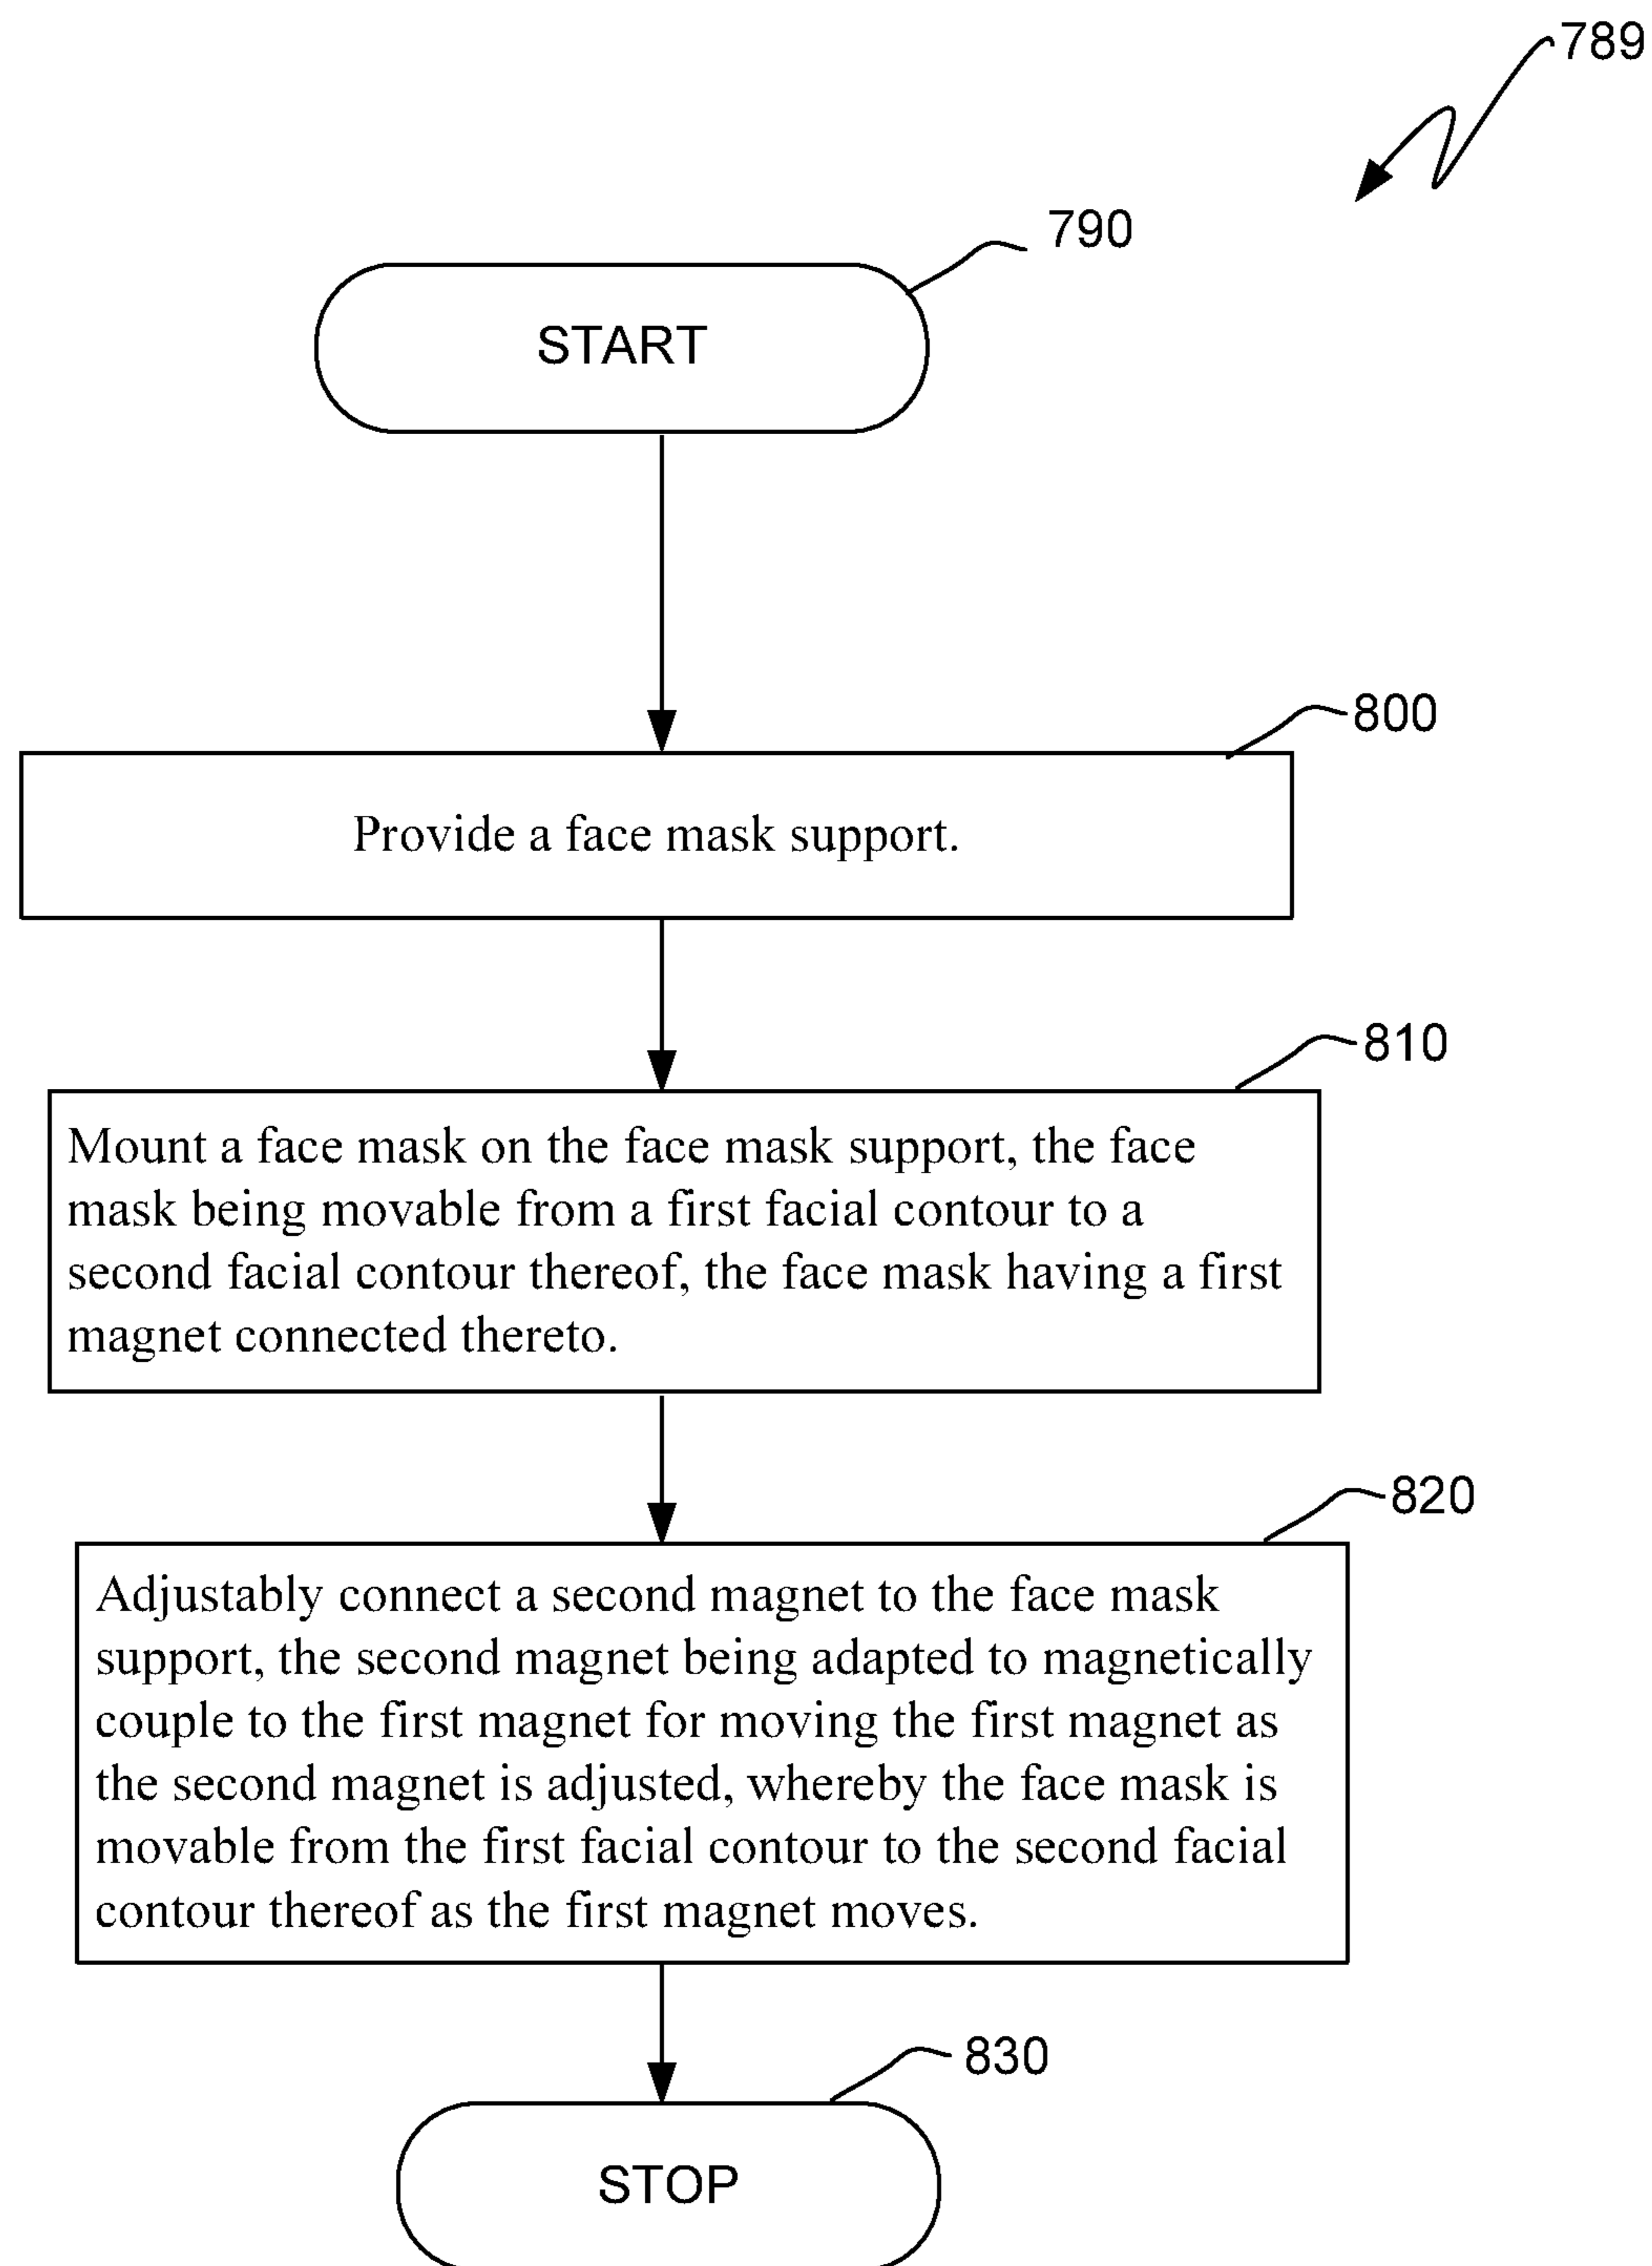 789
790
START
800
Provide a face mask support.
810
Mount a face mask on the face mask support, the face
mask being movable from a first facial contour to a
second facial contour thereof, the face mask having a first
magnet connected thereto.
820
Adjustably connect a second magnet to the face mask
support, the second magnet being adapted to magnetically
couple to the first magnet for moving the first magnet as
the second magnet is adjusted, whereby the face mask is
movable from the first facial contour to the second facial
contour thereof as the first magnet moves.
830
STOP